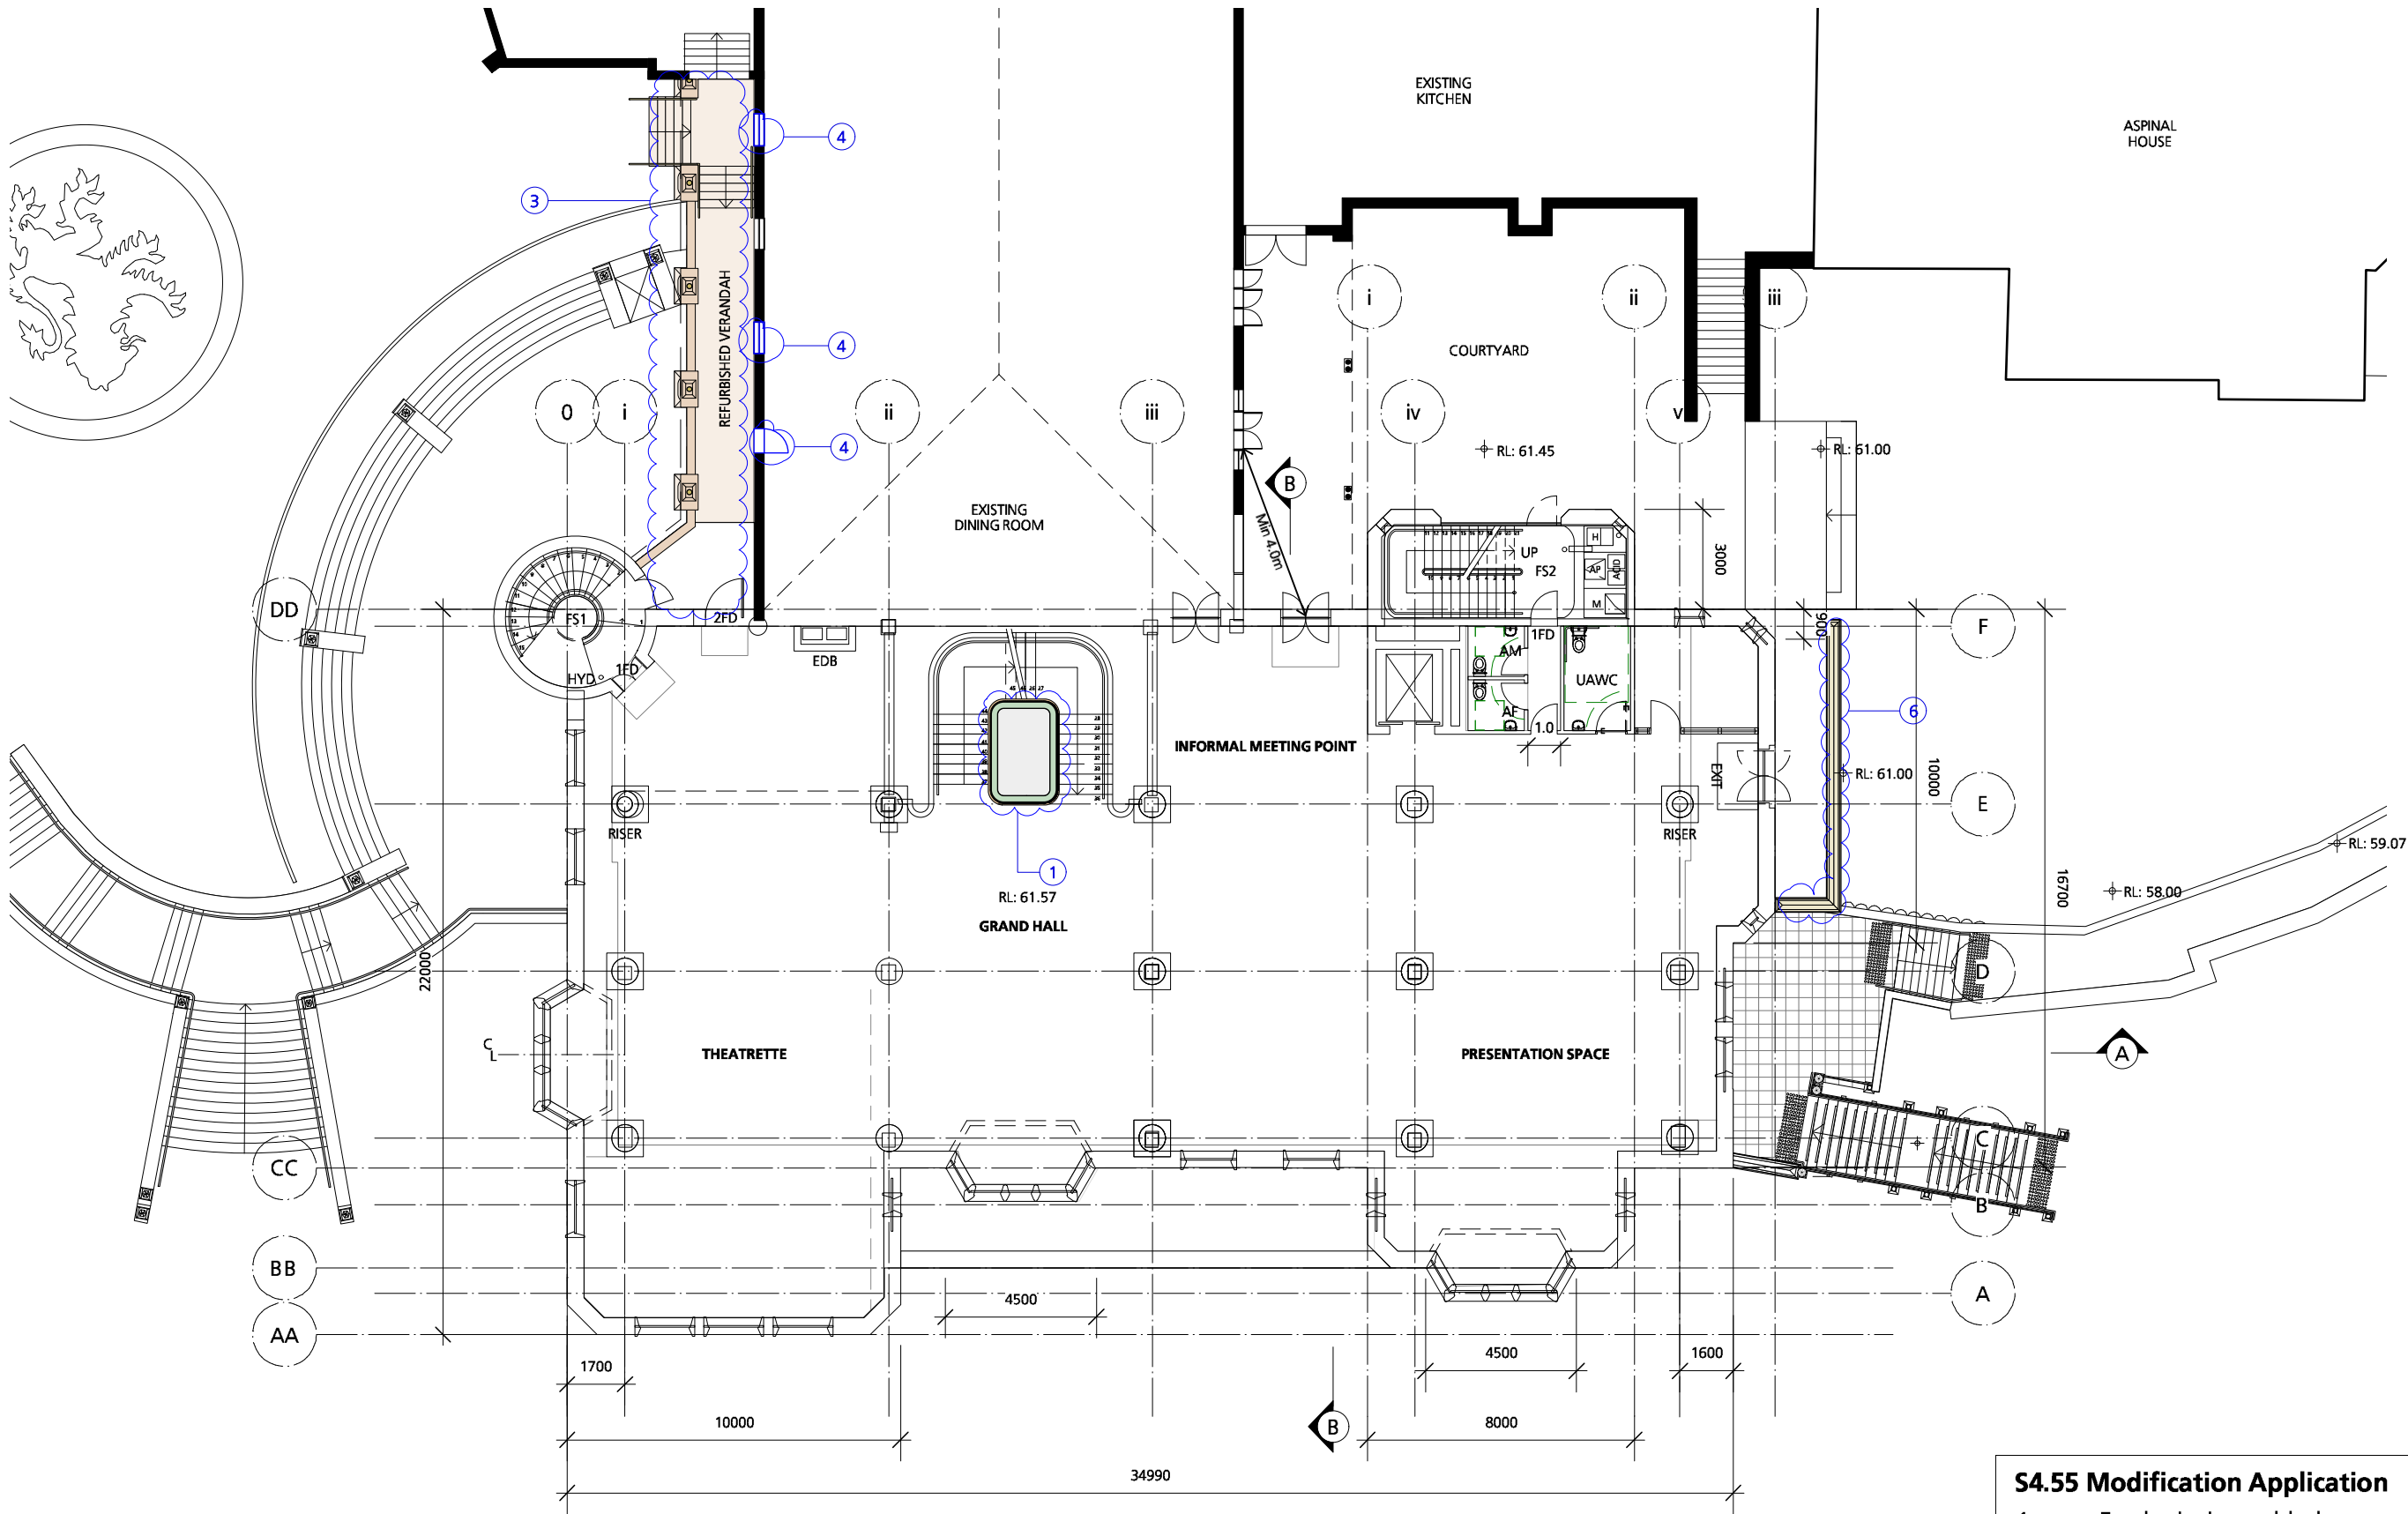 EXISTING
KITCHEN
ASPINAL
HOUSE
4
3
i
ii
iii
REFURBISHED VERANDAH
4
COURTYARD
0
i
ii
iii
iv
v
4
RL: 61.45
RL: 61.00
B
EXISTING
DINING ROOM
Min 4.0m
UP
FS2
H
AP
ACID
M
3000
DD
FS1
2FD
900
F
EDB
1FD
AM
HYD
1FD
UAWC
AF
1.0
6
INFORMAL MEETING POINT
EXIT
RL: 61.00
10000
E
RISER
RISER
RL: 59.07
1
RL: 61.57
16700
RL: 58.00
GRAND HALL
22000
D
CL
THEATRETTE
PRESENTATION SPACE
A
CC
C
B
BB
A
4500
AA
1700
4500
1600
10000
B
8000
34990
S4.55 Modification Application